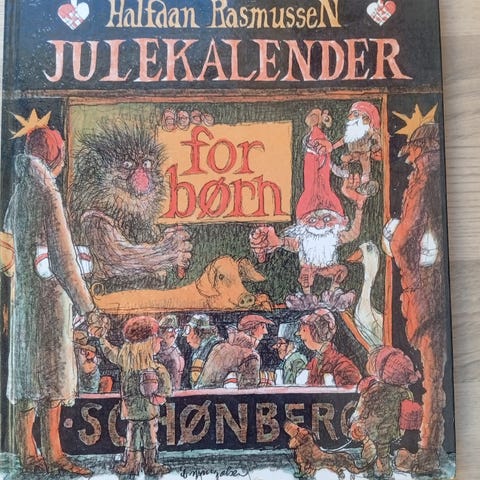 Halfdan Rasmussen
JULEKALENDER
for
børn
SCHØNBERG